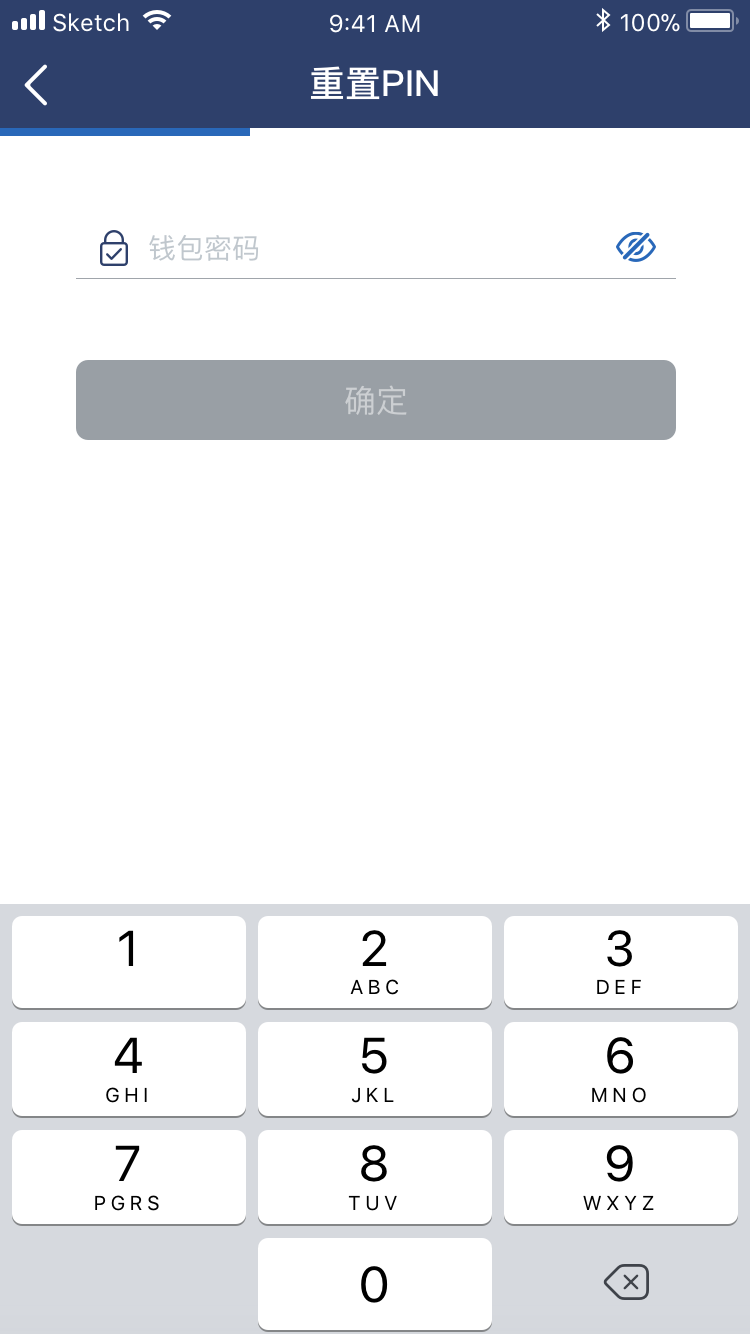 Sketch 9:41 AM 100%
重置PIN
钱包密码
确定
1 2 3
ABC DEF
4 5 6
GHI JKL MNO
7 8 9
PGRS TUV WXYZ
0